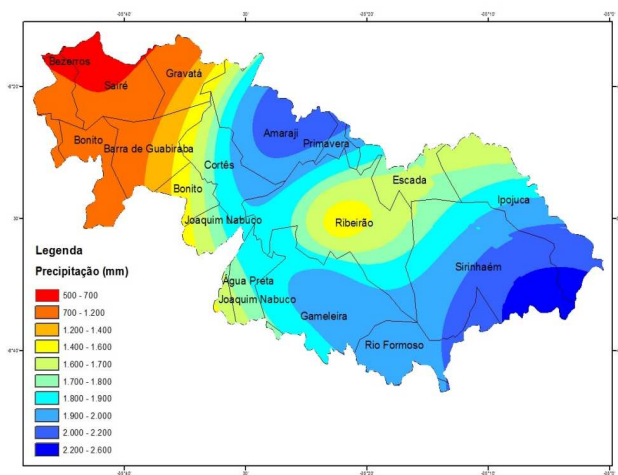 Bezerros
Sairé
Gravatá
Bonito
Barra de Guabiraba
Bonito
Cortês
Joaquim Nabuco
Amaraji
Primavera
Escada
Ipojuca
Ribeirão
Sirinhaém
Água Preta
Joaquim Nabuco
Gameleira
Rio Formoso
Legenda
Precipitação (mm)
500 - 700
700 - 1.200
1.200 - 1.400
1.400 - 1.600
1.600 - 1.700
1.700 - 1.800
1.800 - 1.900
1.900 - 2.000
2.000 - 2.200
2.200 - 2.600